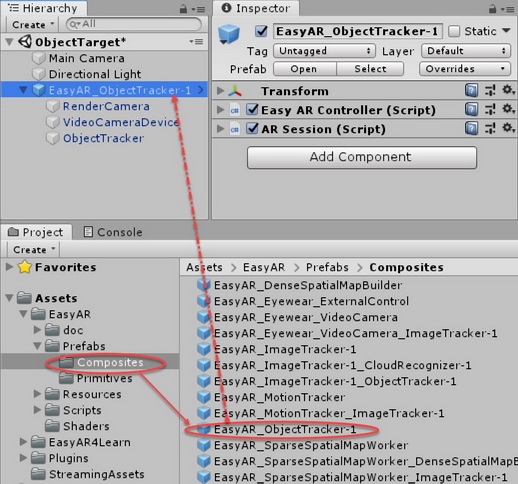 Hierarchy
Create
All
ObjectTarget*
Main Camera
Directional Light
EasyAR_ObjectTracker-1
RenderCamera
VideoCameraDevice
ObjectTracker
Inspector
EasyAR_ObjectTracker-1
Static
Tag Untagged Layer Default
Prefab Open Select Overrides
Transform
Easy AR Controller (Script)
AR Session (Script)
Add Component
Project Console
Create
Favorites
Assets
EasyAR
doc
Prefabs
Composites
Primitives
Resources
Scripts
Shaders
EasyAR4Learn
Plugins
StreamingAssets
Assets > EasyAR > Prefabs > Composites
EasyAR_DenseSpatialMapBuilder
EasyAR_Eyewear_ExternalControl
EasyAR_Eyewear_VideoCamera
EasyAR_Eyewear_VideoCamera_ImageTracker-1
EasyAR_ImageTracker-1
EasyAR_ImageTracker-1_CloudRecognizer-1
EasyAR_ImageTracker-1_ObjectTracker-1
EasyAR_MotionTracker
EasyAR_MotionTracker_ImageTracker-1
EasyAR_ObjectTracker-1
EasyAR_SparseSpatialMapWorker
EasyAR_SparseSpatialMapWorker_DenseSpatialMapB
EasyAR_SparseSpatialMapWorker_ImageTracker-1